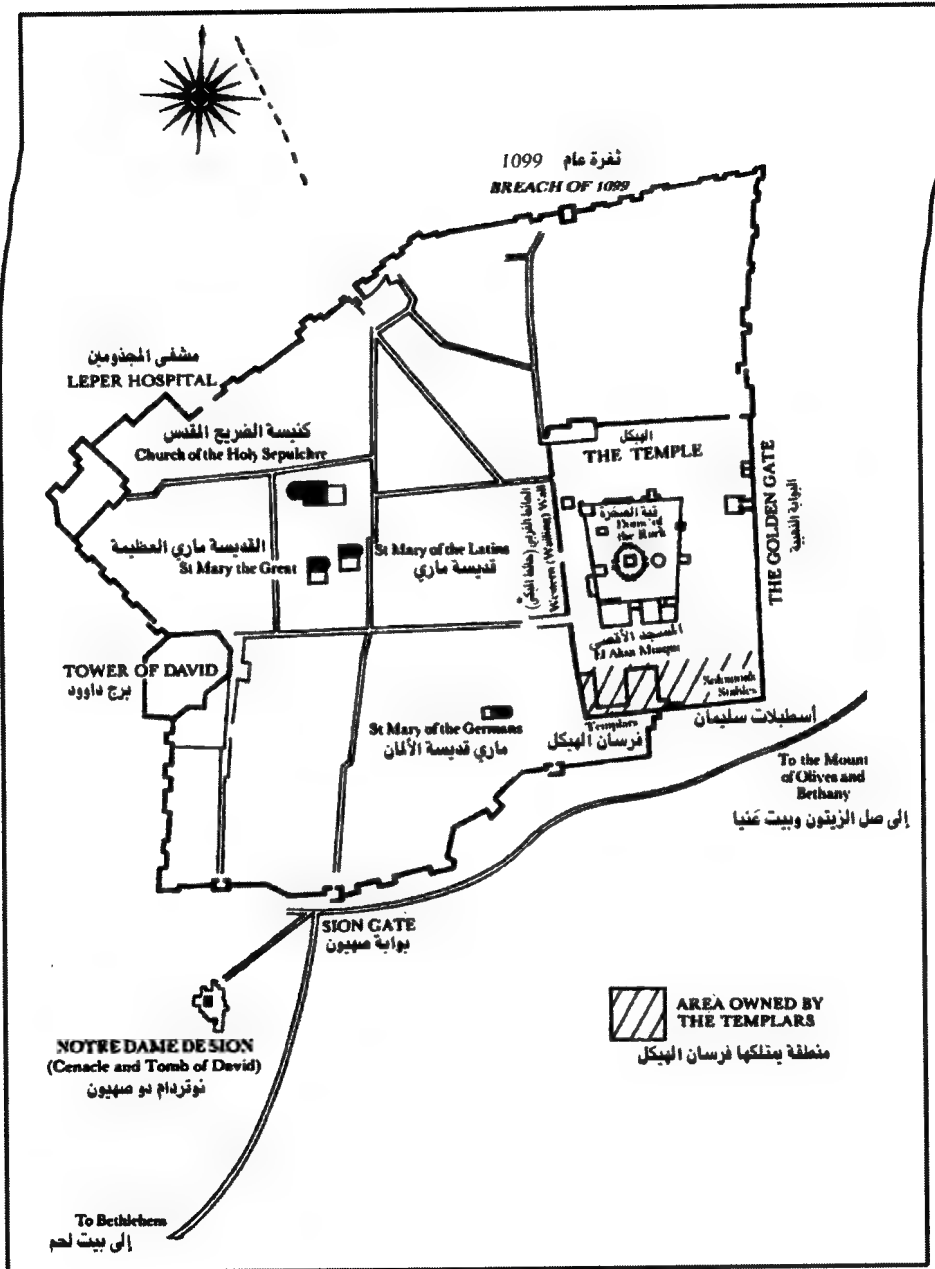 ثغرة عام 1099
BREACH OF 1099
مشفى المجذومين
LEPER HOSPITAL
كنيسة الضريح المقدس
Church of the Holy Sepulchre
الهيكل
THE TEMPLE
THE GOLDEN GATE
البوابة الذهبية
قبة الصخرة
Dome of
the Rock
الحائط الغربي (حائط المبكى)
Western (Wailing) Wall
القديسة ماري العظيمة
St Mary the Great
St Mary of the Latins
قديسة ماري
المسجد الأقصى
El Aksa Mosque
TOWER OF DAVID
برج داوود
Solomon's
Stables
أسطبلات سليمان
St Mary of the Germans
ماري قديسة الألمان
Templars
فرسان الهيكل
To the Mount
of Olives and
Bethany
إلى صل الزيتون وبيت عَنيا
SION GATE
بوابة صهيون
NOTRE DAME DE SION
(Cenacle and Tomb of David)
نوتردام دو صهيون
AREA OWNED BY
THE TEMPLARS
منطقة يمتلكها فرسان الهيكل
To Bethlehem
إلى بيت لحم